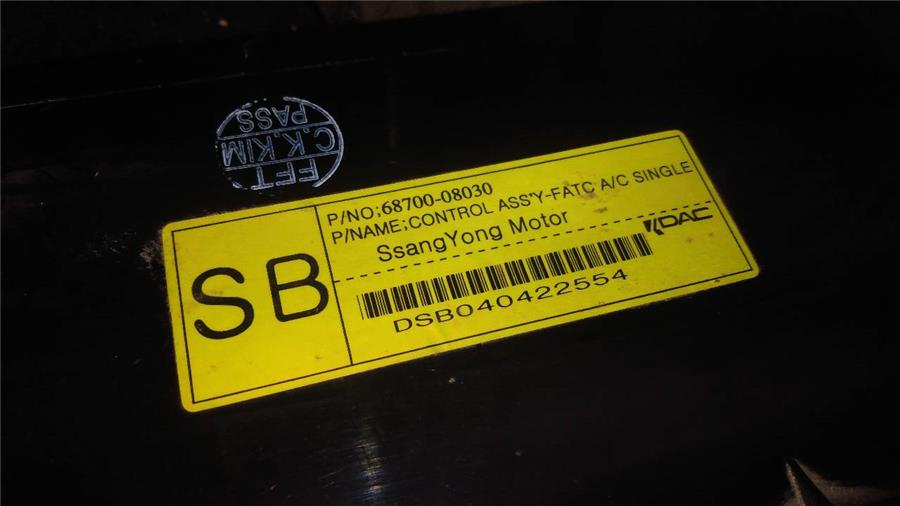 FFT
C.K.KIM
PASS
SB
P/NO;68700-08030
P/NAME;CONTROL ASS'Y-FATC A/C SINGLE
SsangYong Motor
DAC
DSB040422554